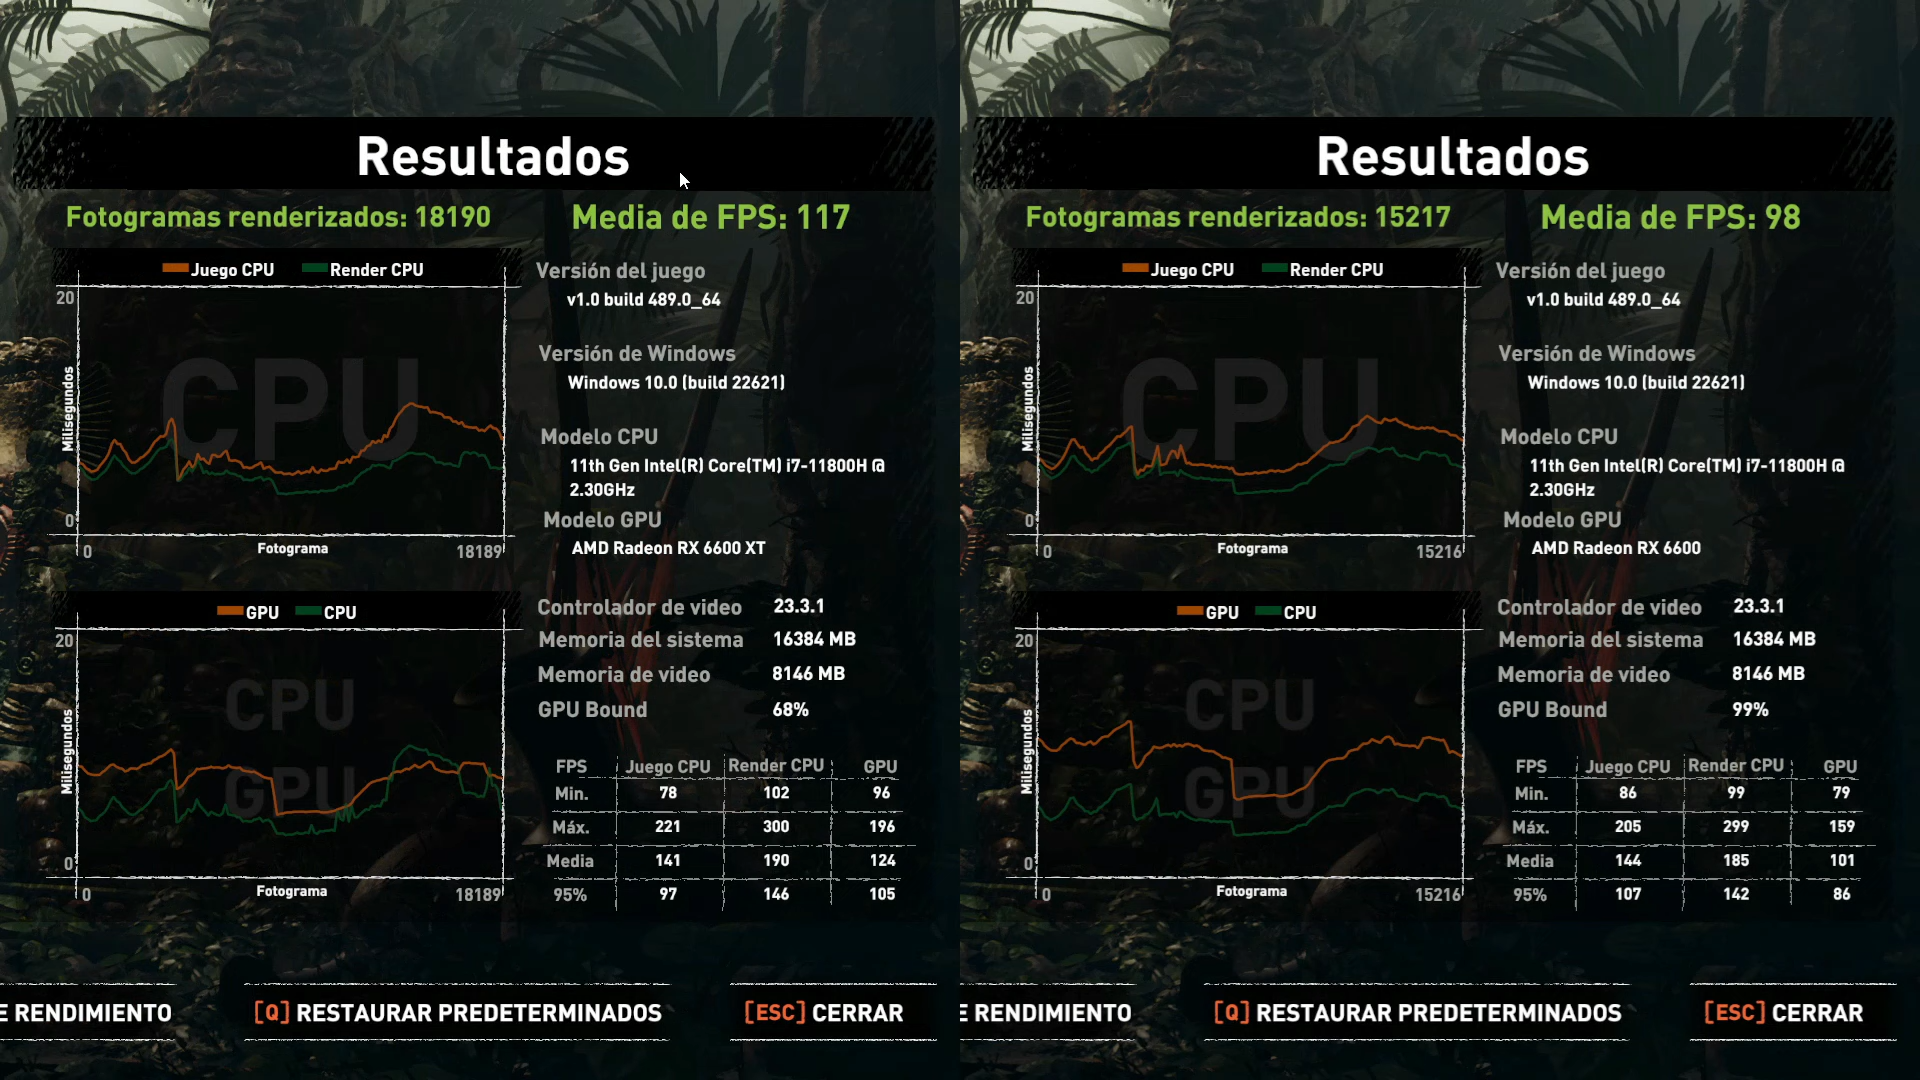 Resultados
Fotogramas renderizados: 18190
Media de FPS: 117
Juego CPU
Render CPU
20
CPU
Milisegundos
0
0
Fotograma
18189
GPU
CPU
20
CPU
GPU
Milisegundos
0
0
Fotograma
18189
Versión del juego
v1.0 build 489.0_64
Versión de Windows
Windows 10.0 (build 22621)
Modelo CPU
11th Gen Intel(R) Core(TM) i7-11800H @
2.30GHz
Modelo GPU
AMD Radeon RX 6600 XT
Controlador de video 23.3.1
Memoria del sistema 16384 MB
Memoria de video 8146 MB
GPU Bound 68%
FPS Juego CPU Render CPU GPU
Min. 78 102 96
Máx. 221 300 196
Media 141 190 124
95% 97 146 105
E RENDIMIENTO
[Q] RESTAURAR PREDETERMINADOS
[ESC] CERRAR
Resultados
Fotogramas renderizados: 15217
Media de FPS: 98
Juego CPU
Render CPU
20
CPU
Milisegundos
0
0
Fotograma
15216
GPU
CPU
20
CPU
GPU
Milisegundos
0
0
Fotograma
15216
Versión del juego
v1.0 build 489.0_64
Versión de Windows
Windows 10.0 (build 22621)
Modelo CPU
11th Gen Intel(R) Core(TM) i7-11800H @
2.30GHz
Modelo GPU
AMD Radeon RX 6600
Controlador de video 23.3.1
Memoria del sistema 16384 MB
Memoria de video 8146 MB
GPU Bound 99%
FPS Juego CPU Render CPU GPU
Min. 86 99 79
Máx. 205 299 159
Media 144 185 101
95% 107 142 86
E RENDIMIENTO
[Q] RESTAURAR PREDETERMINADOS
[ESC] CERRAR